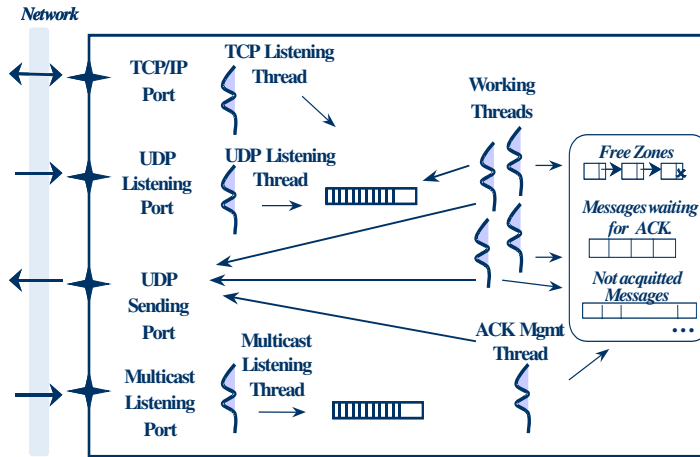 Network
TCP/IP
Port
TCP Listening
Thread
Working
Threads
UDP
Listening
Port
UDP Listening
Thread
Free Zones
Messages waiting
for ACK.
Not acquitted
Messages
...
UDP
Sending
Port
ACK Mgmt
Thread
Multicast
Listening
Thread
Multicast
Listening
Port